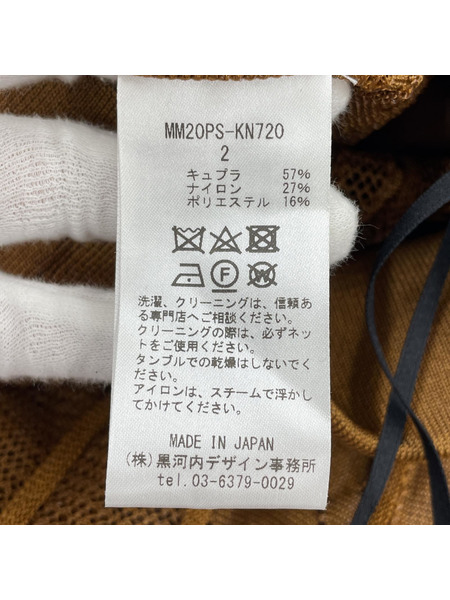 MM20PS-KN720
2
キュプラ 57%
ナイロン 27%
ポリエステル 16%
F W
洗濯、クリーニングは、信頼あ
る専門店へご相談ください。
クリーニングの際は、必ずネッ
トをご使用ください。
タンブルでの乾燥はしないでく
ださい。
アイロンは、スチームで浮かし
てかけてください。
MADE IN JAPAN
(株)黒河内デザイン事務所
tel.03-6379-0029